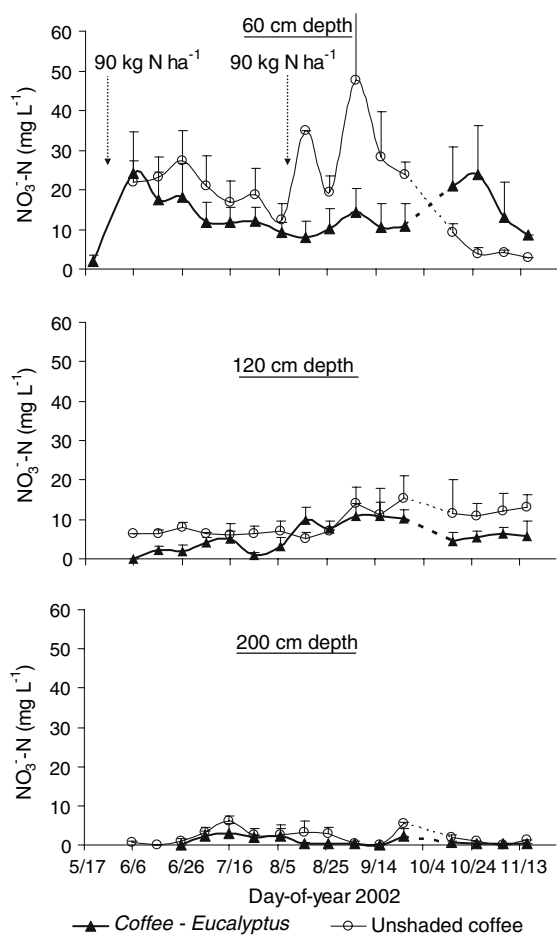 60 cm depth
90 kg N ha⁻¹ 90 kg N ha⁻¹
NO₃⁻-N (mg L⁻¹)
60
50
40
30
20
10
0
120 cm depth
NO₃⁻-N (mg L⁻¹)
60
50
40
30
20
10
0
200 cm depth
NO₃⁻-N (mg L⁻¹)
60
50
40
30
20
10
0
5/17 6/6 6/26 7/16 8/5 8/25 9/14 10/4 10/24 11/13
Day-of-year 2002
Coffee - Eucalyptus Unshaded coffee